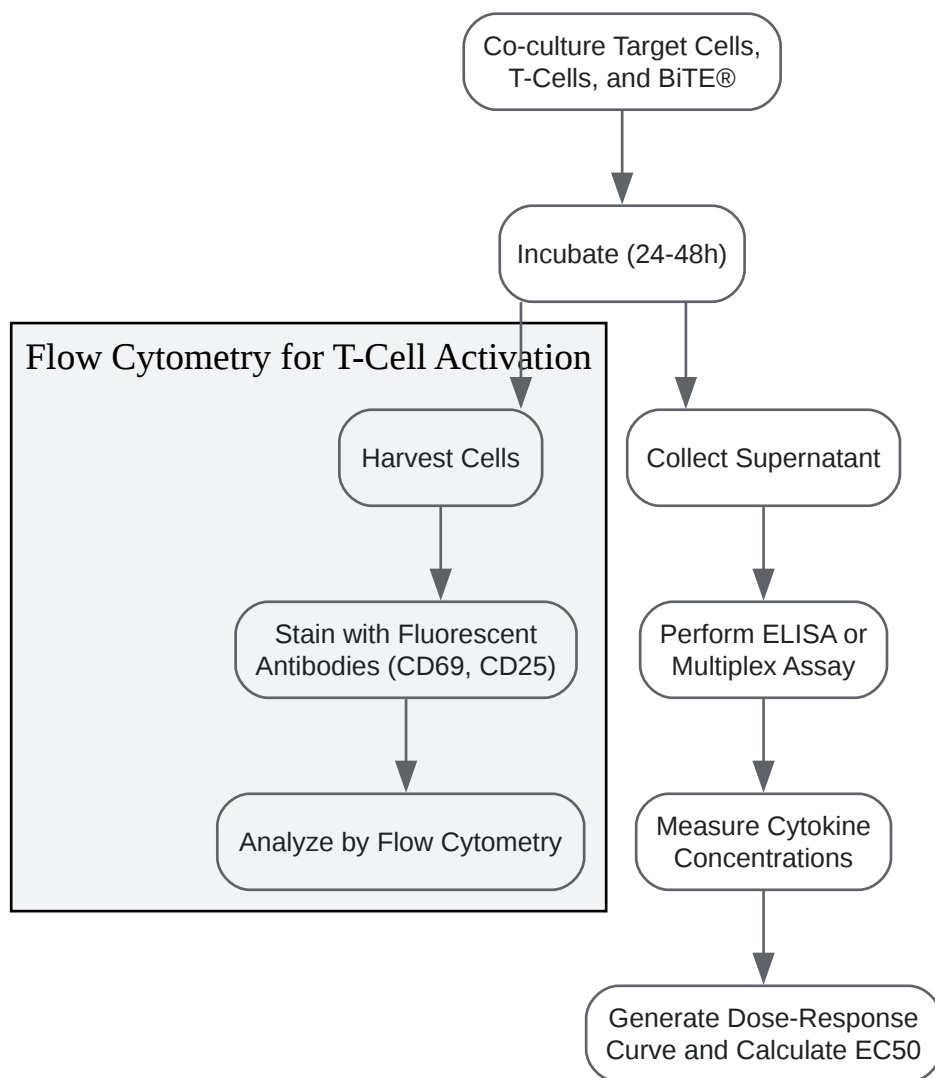 Co-culture Target Cells,
T-Cells, and BiTE®
Incubate (24-48h)
Flow Cytometry for T-Cell Activation
Harvest Cells
Collect Supernatant
Stain with Fluorescent
Antibodies (CD69, CD25)
Perform ELISA or
Multiplex Assay
Analyze by Flow Cytometry
Measure Cytokine
Concentrations
Generate Dose-Response
Curve and Calculate EC50